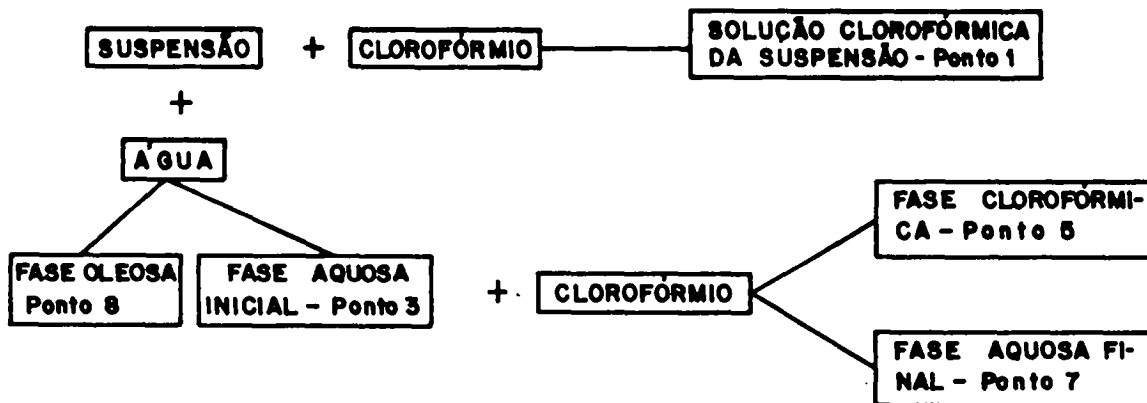 SUSPENSÃO + CLOROFÓRMIO
SOLUÇÃO CLOROFÓRMICA
DA SUSPENSÃO - Ponto 1
+
ÁGUA
FASE OLEOSA
Ponto 8
FASE AQUOSA
INICIAL - Ponto 3
+ CLOROFÓRMIO
FASE CLOROFÓRMI-
CA - Ponto 5
FASE AQUOSA FI-
NAL - Ponto 7